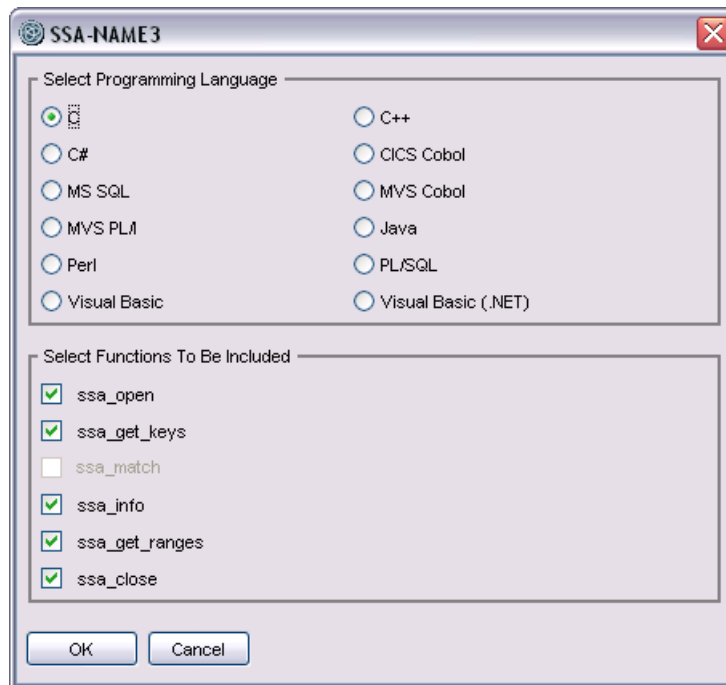 SSA-NAME3
Select Programming Language
C
C++
C#
CICS Cobol
MS SQL
MVS Cobol
MVS PL/I
Java
Perl
PL/SQL
Visual Basic
Visual Basic (.NET)
Select Functions To Be Included
ssa_open
ssa_get_keys
ssa_match
ssa_info
ssa_get_ranges
ssa_close
OK
Cancel